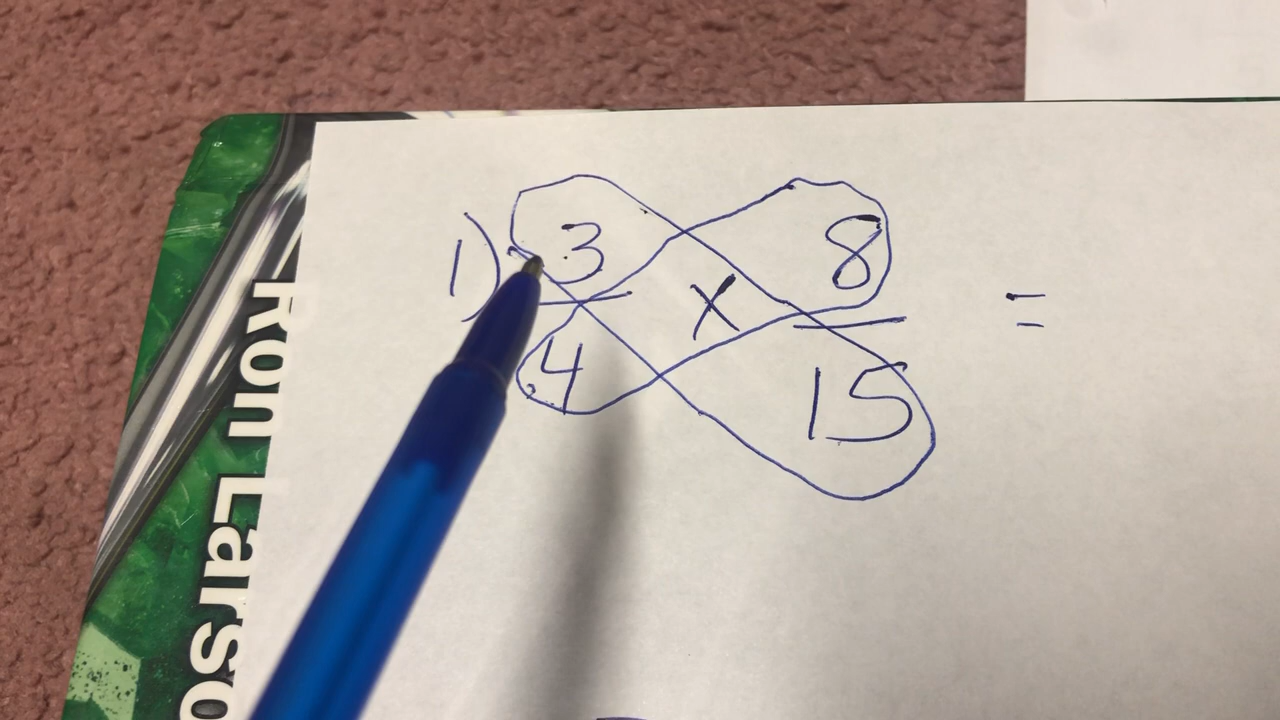 1) 3/4 X 8/15 =
Ron Larso